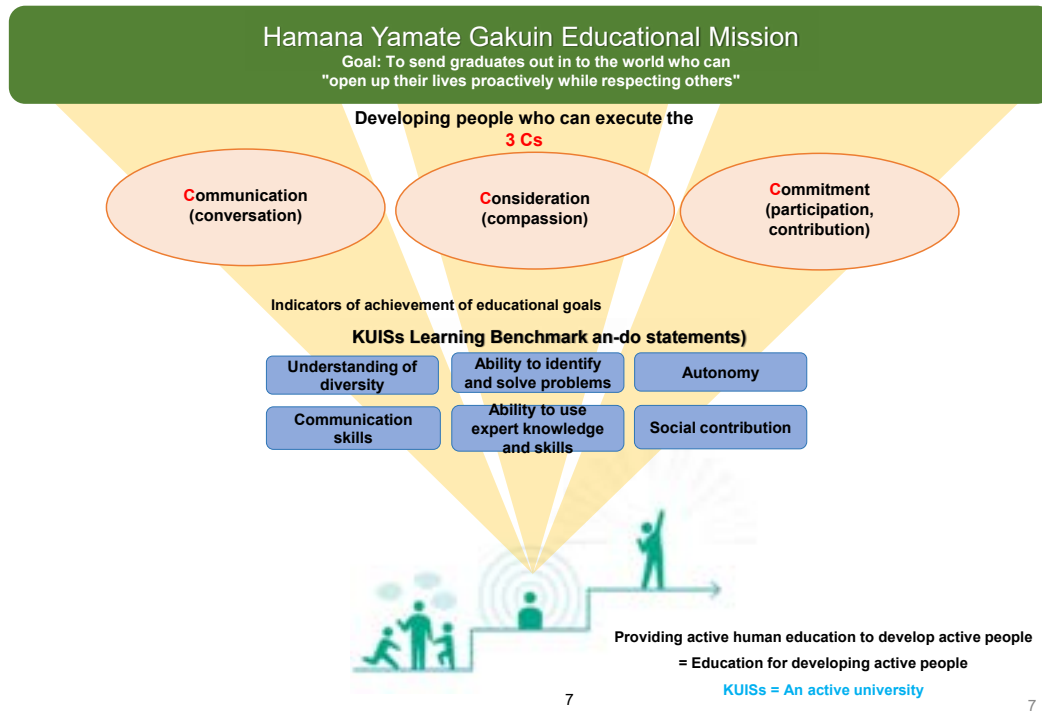 Hamana Yamate Gakuin Educational Mission
Goal: To send graduates out in to the world who can
"open up their lives proactively while respecting others"
Developing people who can execute the
3 Cs
Communication
(conversation)
Consideration
(compassion)
Commitment
(participation,
contribution)
Indicators of achievement of educational goals
KUISs Learning Benchmark an-do statements)
Understanding of
diversity
Ability to identify
and solve problems
Autonomy
Communication
skills
Ability to use
expert knowledge
and skills
Social contribution
Providing active human education to develop active people
= Education for developing active people
KUISs = An active university
7
7